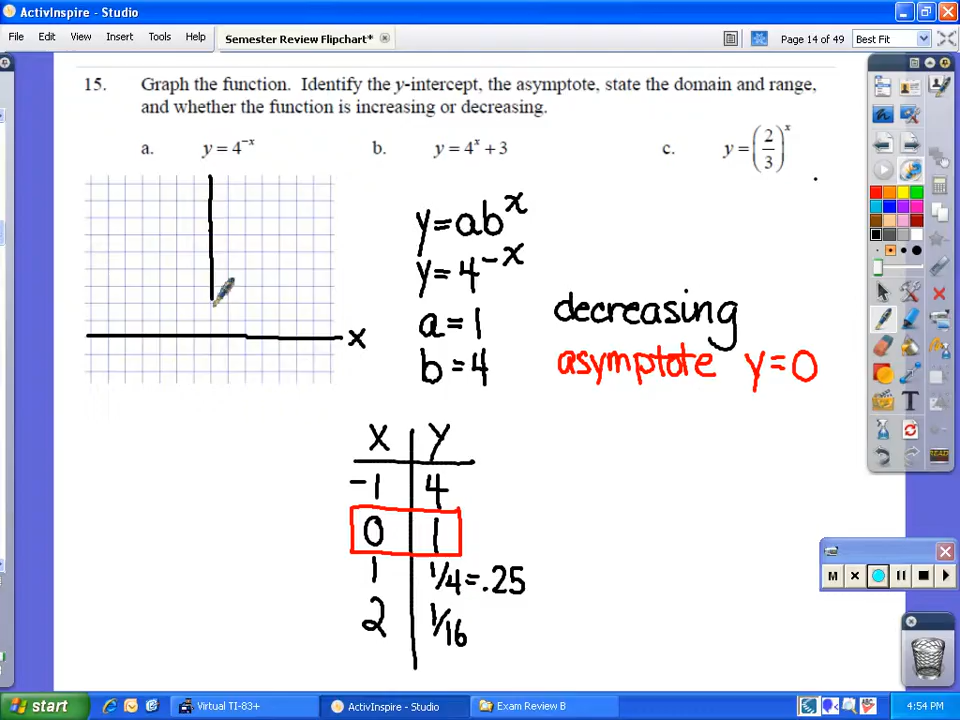 ActivInspire - Studio
File Edit View Insert Tools Help Semester Review Flipchart* Page 14 of 49 Best Fit
15. Graph the function. Identify the y-intercept, the asymptote, state the domain and range,
and whether the function is increasing or decreasing.
a. y = 4^-x b. y = 4^x + 3 c. y = (2/3)^x
y=ab^x
y=4^-x
a=1
b=4
x
decreasing
asymptote y=0
x y
-1 4
0 1
1 1/4=.25
2 1/16
M
start Virtual TI-83+ ActivInspire - Studio Exam Review B 4:54 PM